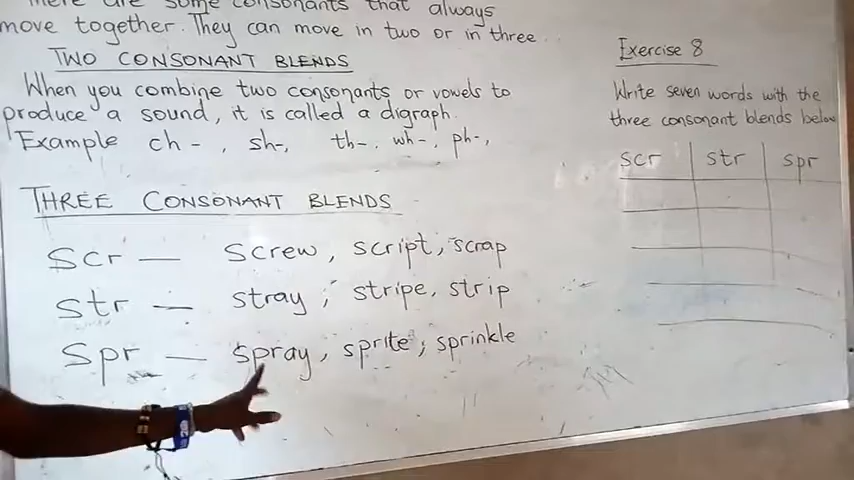 There are some consonants that always
move together. They can move in two or in three
TWO CONSONANT BLENDS
When you combine two consonants or vowels to
produce a sound, it is called a digraph.
Example ch - , sh-, th-, wh-, ph-,
THREE CONSONANT BLENDS
Scr — Screw, script, scrap
str — stray, stripe, strip
Spr — spray, sprite, sprinkle
Exercise 8
Write seven words with the
three consonant blends below
scr str spr